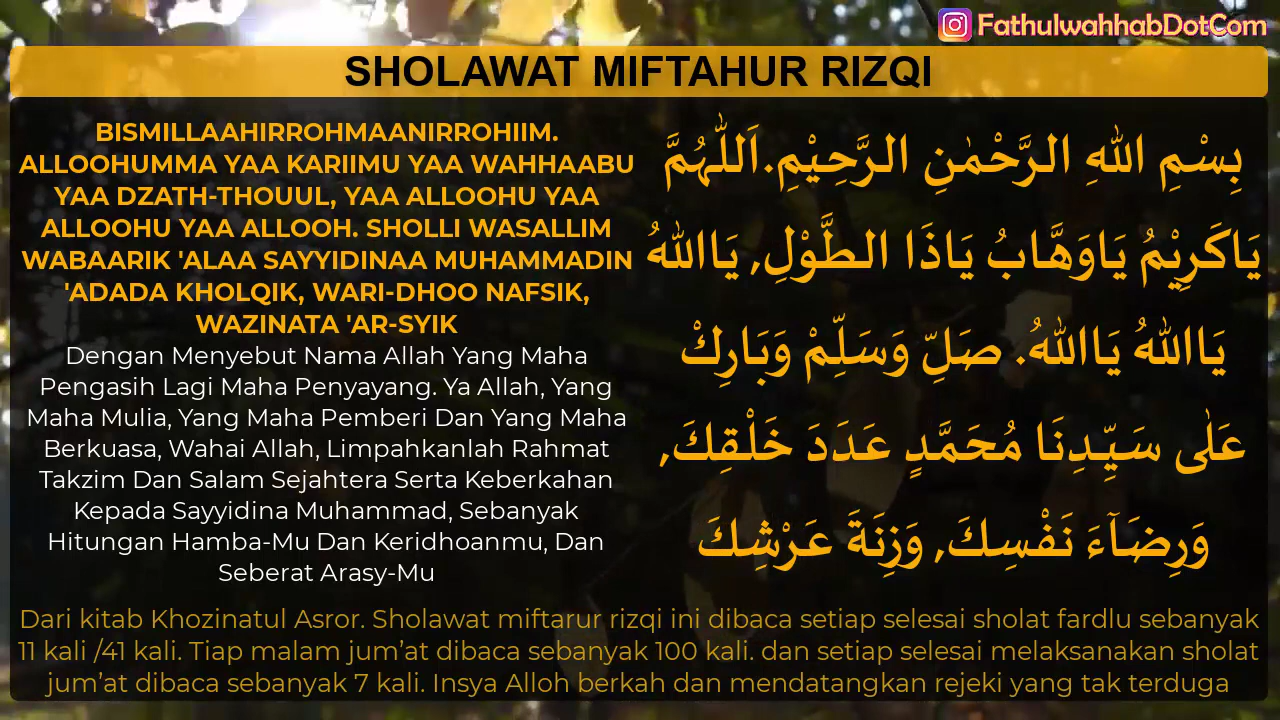 FathulwahhabDotCom
SHOLAWAT MIFTAHUR RIZQI
BISMILLAAHIRROHMAANIRROHIIM.
ALLOOHUMMA YAA KARIIMU YAA WAHHAABU
YAA DZATH-THOUUL, YAA ALLOOHU YAA
ALLOOHU YAA ALLOOH. SHOLLI WASALLIM
WABAARIK 'ALAA SAYYIDINAA MUHAMMADIN
'ADADA KHOLQIK, WARI-DHOO NAFSIK,
WAZINATA 'AR-SYIK
Dengan Menyebut Nama Allah Yang Maha
Pengasih Lagi Maha Penyayang. Ya Allah, Yang
Maha Mulia, Yang Maha Pemberi Dan Yang Maha
Berkuasa, Wahai Allah, Limpahkanlah Rahmat
Takzim Dan Salam Sejahtera Serta Keberkahan
Kepada Sayyidina Muhammad, Sebanyak
Hitungan Hamba-Mu Dan Keridhoanmu, Dan
Seberat Arasy-Mu
بِسْمِ اللهِ الرَّحْمٰنِ الرَّحِيْمِ.اَللّٰهُمَّ
يَاكَرِيْمُ يَاوَهَّابُ يَاذَا الطَّوْلِ, يَااللهُ
يَااللهُ يَااللهُ. صَلِّ وَسَلِّمْ وَبَارِكْ
عَلٰى سَيِّدِنَا مُحَمَّدٍ عَدَدَ خَلْقِكَ,
وَرِضَآءَ نَفْسِكَ, وَزِنَةَ عَرْشِكَ
Dari kitab Khozinatul Asror. Sholawat miftarur rizqi ini dibaca setiap selesai sholat fardlu sebanyak
11 kali /41 kali. Tiap malam jum’at dibaca sebanyak 100 kali. dan setiap selesai melaksanakan sholat
jum’at dibaca sebanyak 7 kali. Insya Alloh berkah dan mendatangkan rejeki yang tak terduga